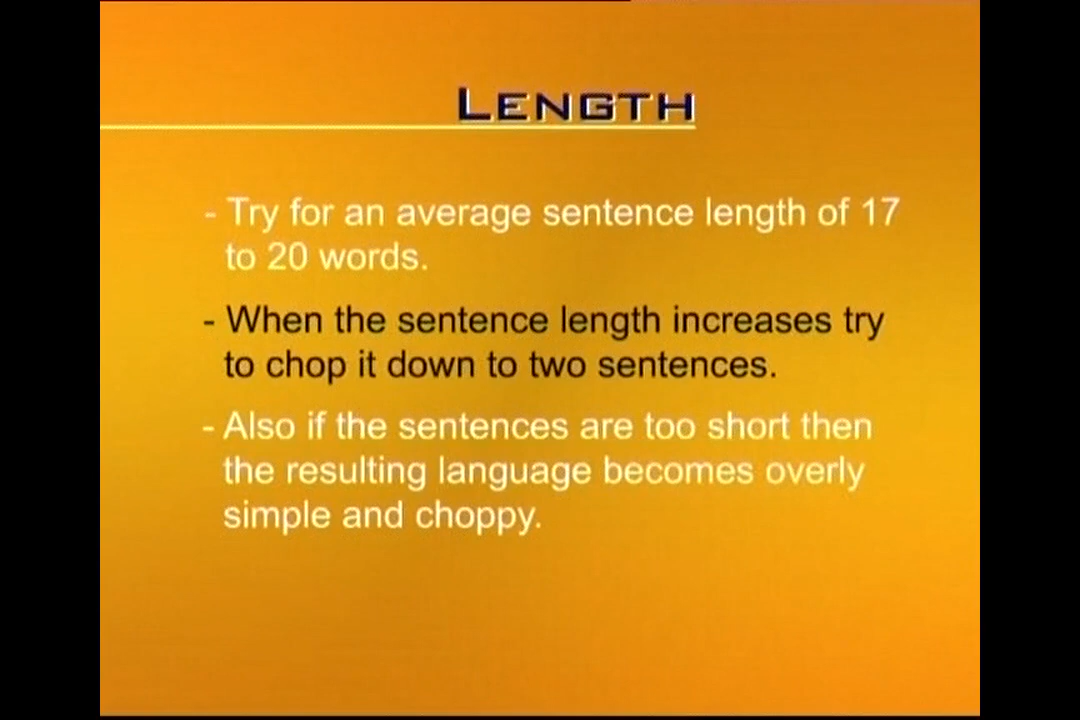 LENGTH
- Try for an average sentence length of 17
to 20 words.
- When the sentence length increases try
to chop it down to two sentences.
- Also if the sentences are too short then
the resulting language becomes overly
simple and choppy.